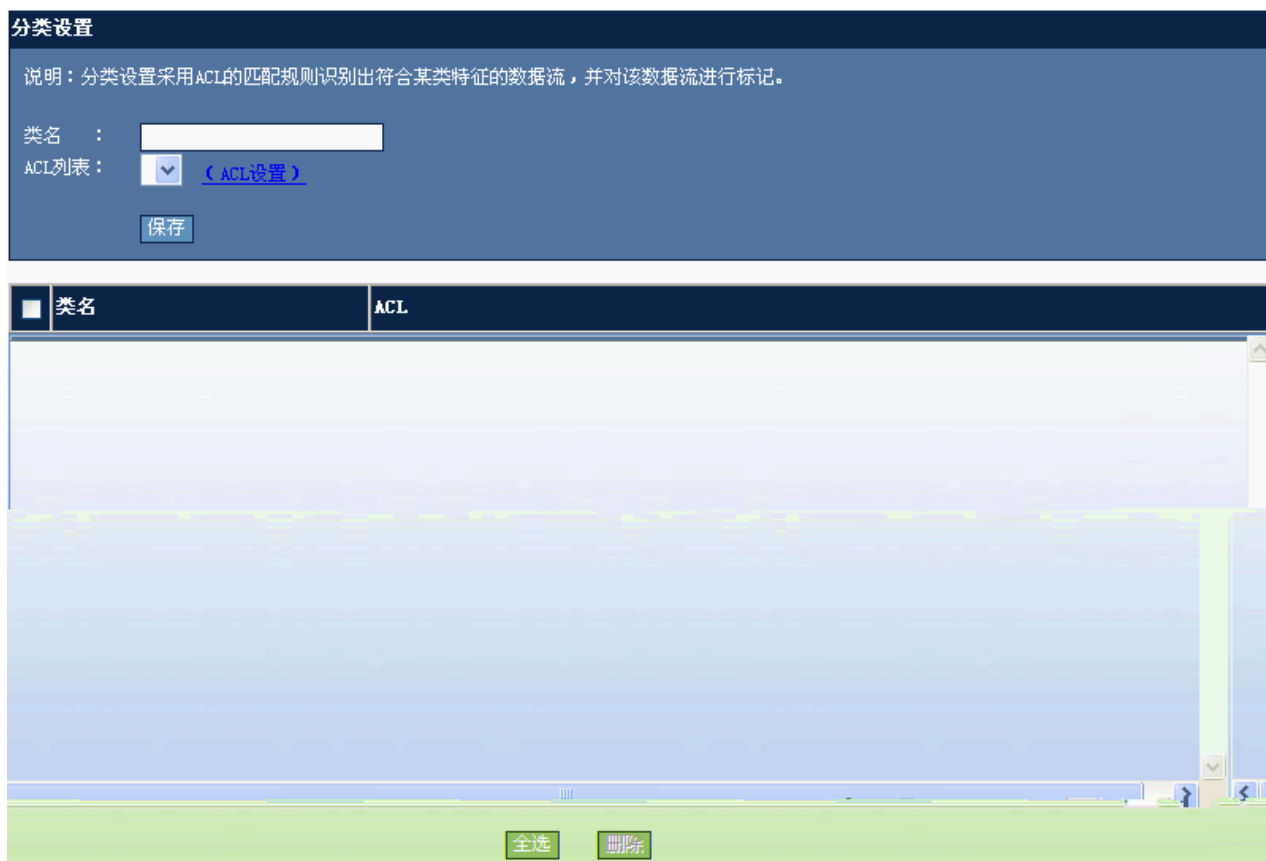 分类设置
说明：分类设置采用ACL的匹配规则识别出符合某类特征的数据流，并对该数据流进行标记。
类名 ：
ACL列表： （ACL设置）
保存
类名 ACL
全选 删除